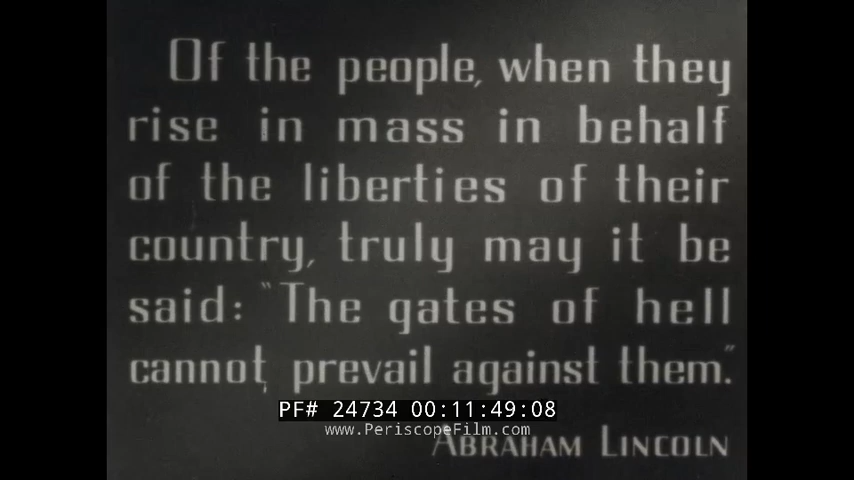 Of the people, when they
rise in mass in behalf
of the liberties of their
country, truly may it be
said: "The gates of hell
cannot prevail against them."
PF# 24734 00:11:49:08
www.PeriscopeFilm.com
ABRAHAM LINCOLN